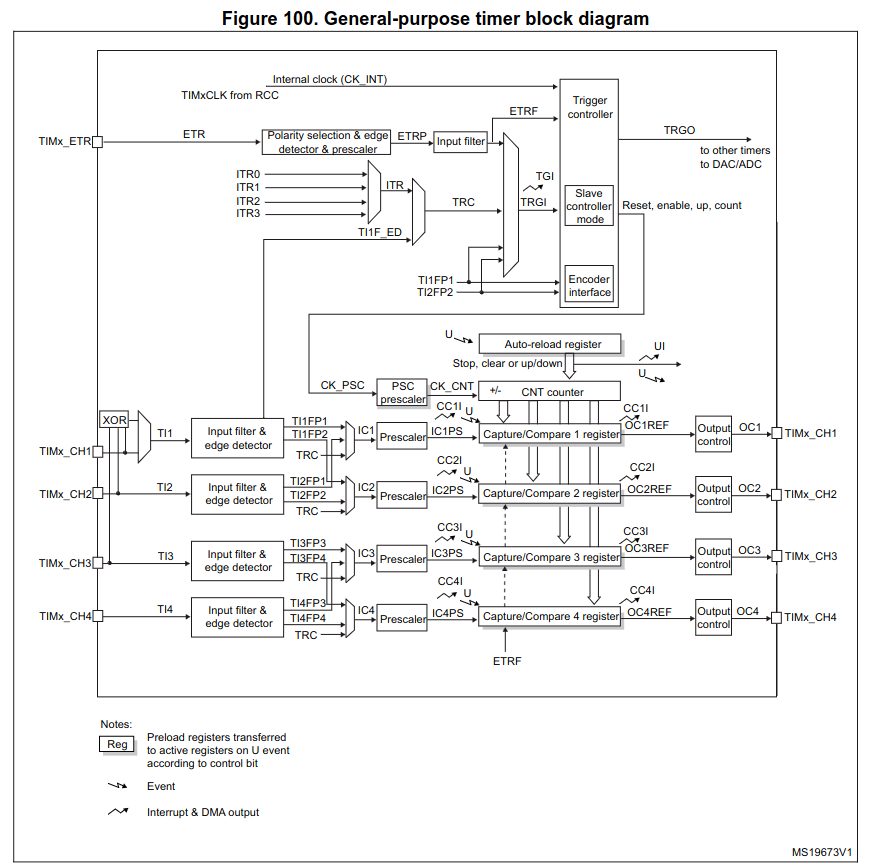 Figure 100. General-purpose timer block diagram
Internal clock (CK_INT)
TIMxCLK from RCC
Trigger
controller
ETRF
TIMx_ETR
ETR
Polarity selection & edge
detector & prescaler
ETRP
Input filter
TRGO
to other timers
to DAC/ADC
ITR0
ITR1
ITR2
ITR3
ITR
TRC
TI1F_ED
TGI
TRGI
Slave
controller
mode
Reset, enable, up, count
TI1FP1
TI2FP2
Encoder
interface
U
Auto-reload register
UI
Stop, clear or up/down
U
CK_PSC
PSC
prescaler
CK_CNT
+/-
CNT counter
XOR
TI1
TIMx_CH1
Input filter &
edge detector
TI1FP1
TI1FP2
TRC
IC1
Prescaler
CC1I
U
IC1PS
Capture/Compare 1 register
CC1I
OC1REF
Output
control
OC1
TIMx_CH1
TIMx_CH2
TI2
Input filter &
edge detector
TI2FP1
TI2FP2
TRC
IC2
Prescaler
CC2I
U
IC2PS
Capture/Compare 2 register
CC2I
OC2REF
Output
control
OC2
TIMx_CH2
TIMx_CH3
TI3
Input filter &
edge detector
TI3FP3
TI3FP4
TRC
IC3
Prescaler
CC3I
U
IC3PS
Capture/Compare 3 register
CC3I
OC3REF
Output
control
OC3
TIMx_CH3
TIMx_CH4
TI4
Input filter &
edge detector
TI4FP3
TI4FP4
TRC
IC4
Prescaler
CC4I
U
IC4PS
Capture/Compare 4 register
CC4I
OC4REF
Output
control
OC4
TIMx_CH4
ETRF
Notes:
Reg
Preload registers transferred
to active registers on U event
according to control bit
Event
Interrupt & DMA output
MS19673V1